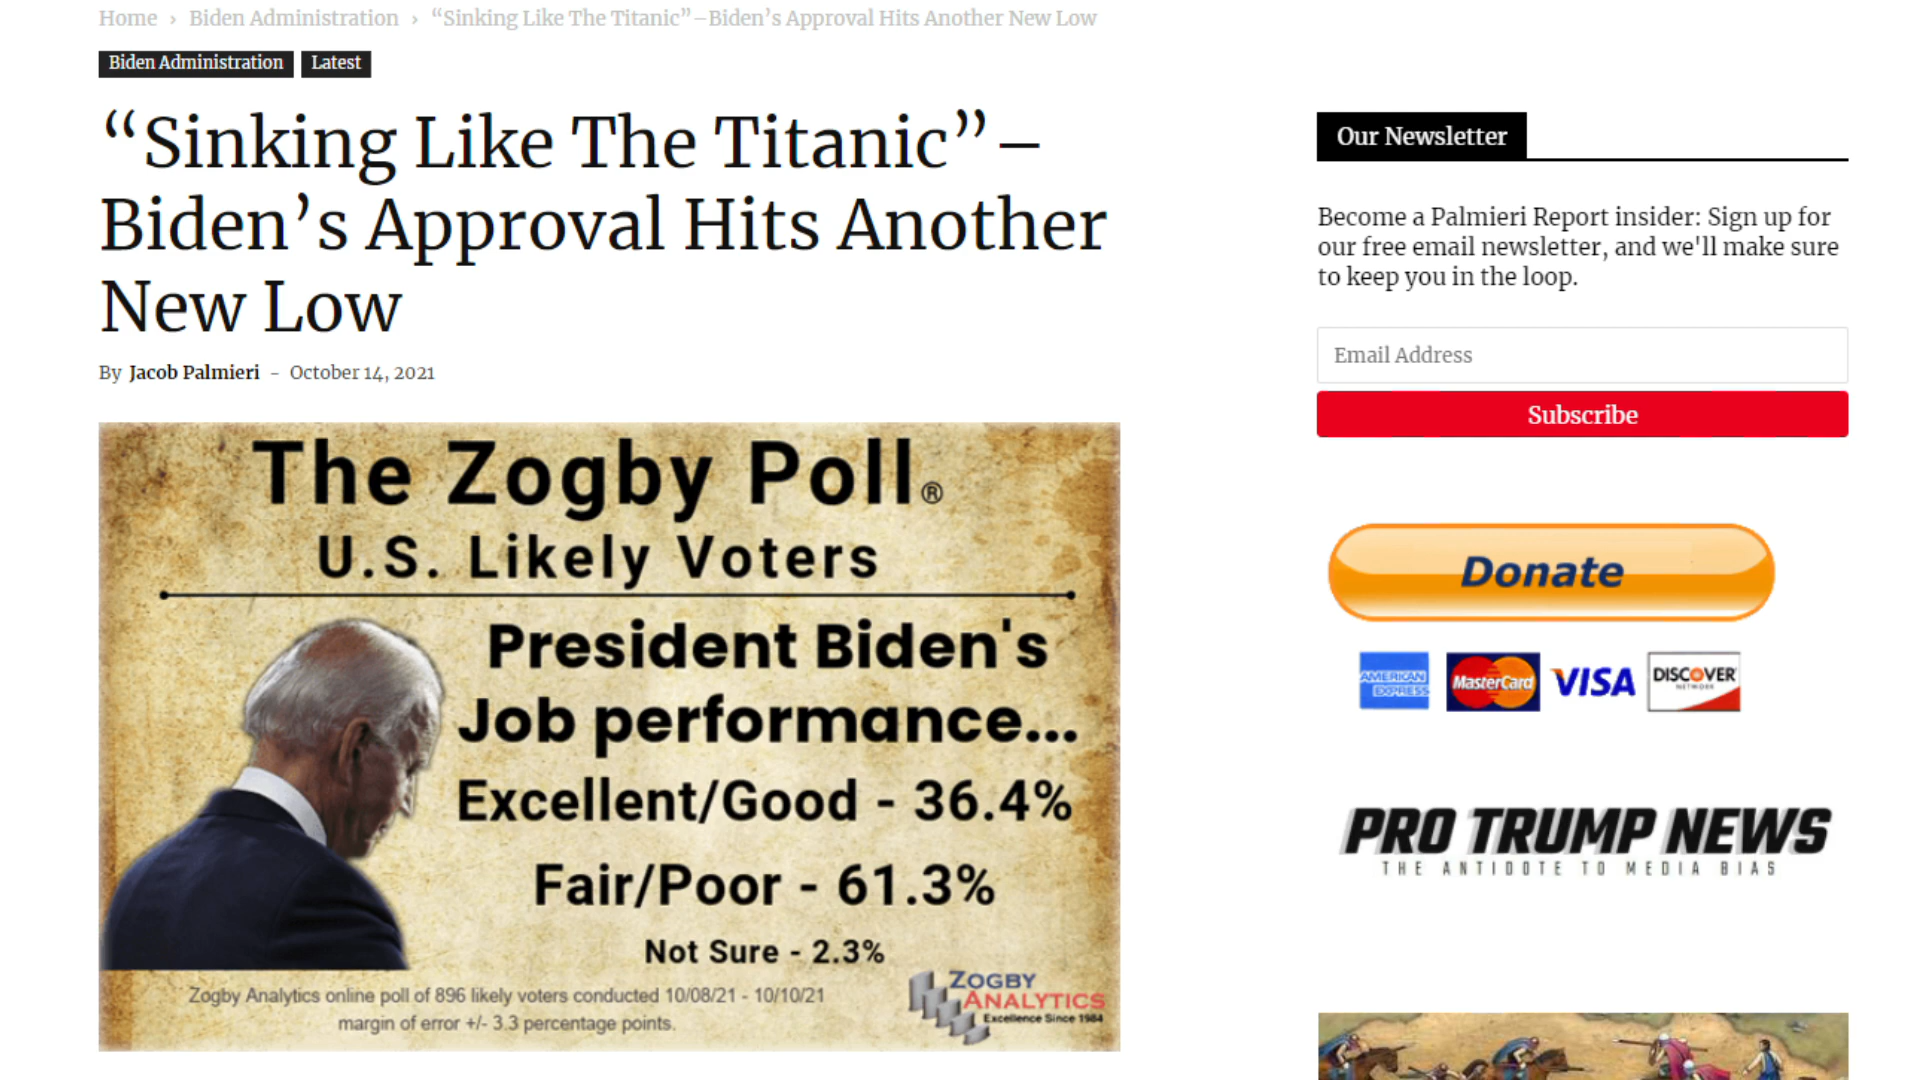 Home › Biden Administration › “Sinking Like The Titanic”–Biden’s Approval Hits Another New Low
Biden Administration Latest
“Sinking Like The Titanic”–
Biden’s Approval Hits Another
New Low
By Jacob Palmieri - October 14, 2021
The Zogby Poll®
U.S. Likely Voters
President Biden's
Job performance...
Excellent/Good - 36.4%
Fair/Poor - 61.3%
Not Sure - 2.3%
Zogby Analytics online poll of 896 likely voters conducted 10/08/21 - 10/10/21
margin of error +/- 3.3 percentage points.
ZOGBY
ANALYTICS
Excellence Since 1984
Our Newsletter
Become a Palmieri Report insider: Sign up for
our free email newsletter, and we'll make sure
to keep you in the loop.
Email Address
Subscribe
Donate
AMERICAN
EXPRESS
MasterCard
VISA
DISCOVER
NETWORK
PRO TRUMP NEWS
THE ANTIDOTE TO MEDIA BIAS